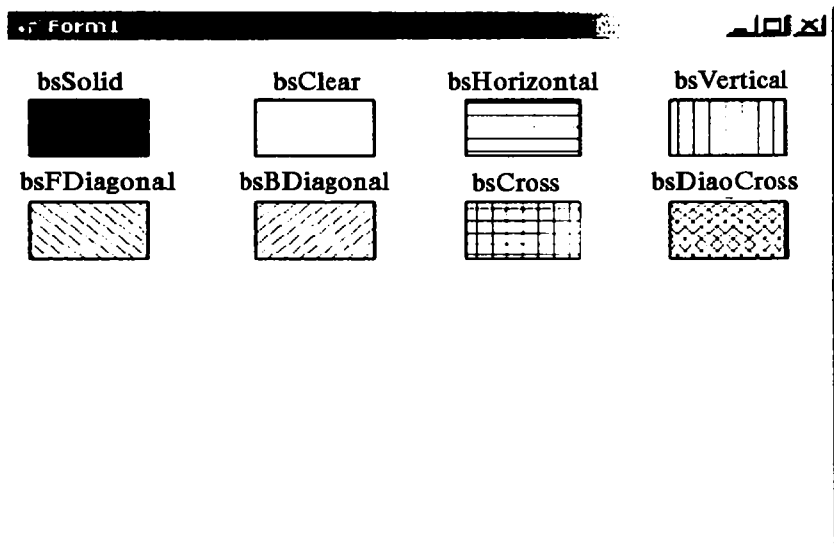 Form1
bsSolid bsClear bsHorizontal bsVertical
bsFDiagonal bsBDiagonal bsCross bsDiaoCross